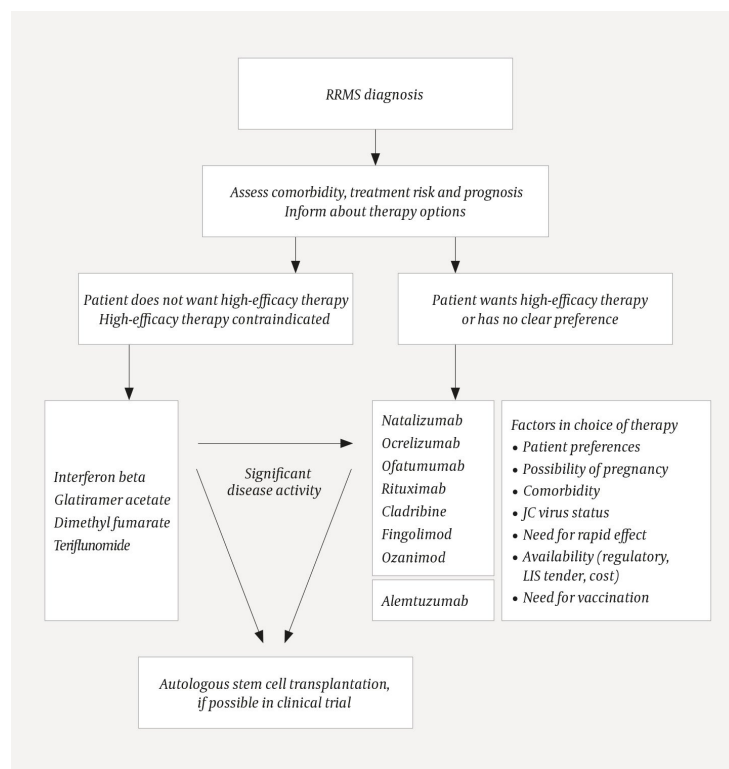 RRMS diagnosis
Assess comorbidity, treatment risk and prognosis
Inform about therapy options
Patient does not want high-efficacy therapy
High-efficacy therapy contraindicated
Patient wants high-efficacy therapy
or has no clear preference
Interferon beta
Glatiramer acetate
Dimethyl fumarate
Teriflunomide
Significant
disease activity
Natalizumab
Ocrelizumab
Ofatumumab
Rituximab
Cladribine
Fingolimod
Ozanimod
Alemtuzumab
Factors in choice of therapy
• Patient preferences
• Possibility of pregnancy
• Comorbidity
• JC virus status
• Need for rapid effect
• Availability (regulatory,
LIS tender, cost)
• Need for vaccination
Autologous stem cell transplantation,
if possible in clinical trial